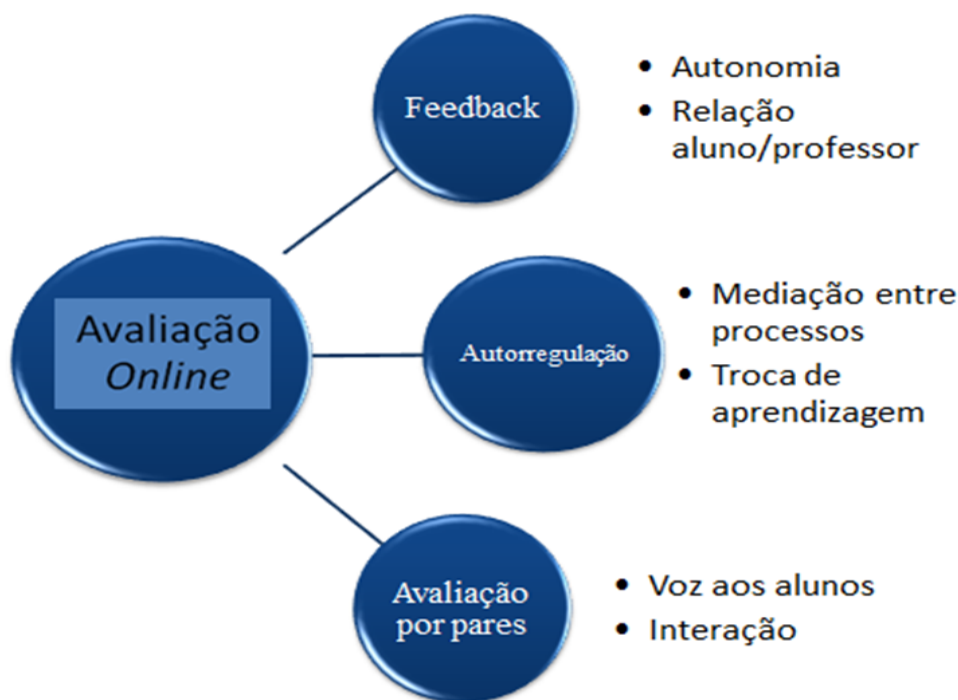 Feedback
• Autonomia
• Relação
aluno/professor
Avaliação
Online
Autorregulação
• Mediação entre
processos
• Troca de
aprendizagem
Avaliação
por pares
• Voz aos alunos
• Interação